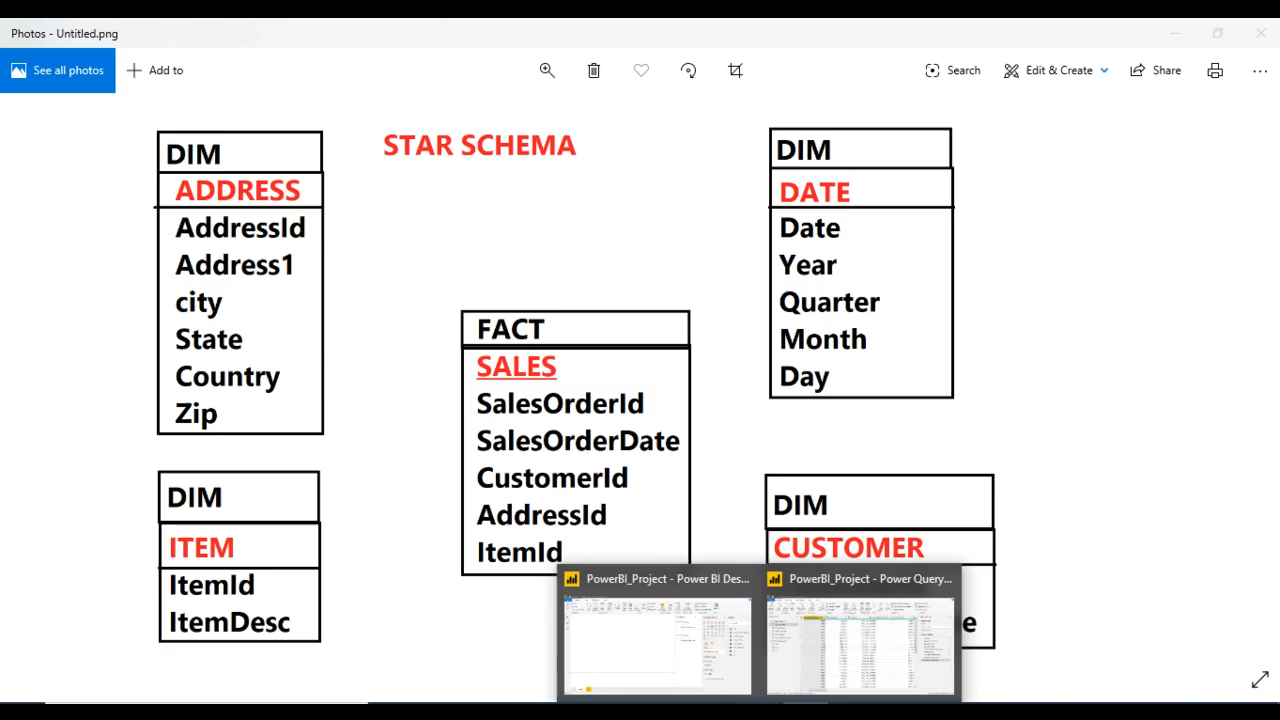 Photos - Untitled.png
See all photos
Add to
Search
Edit & Create
Share
STAR SCHEMA
DIM
ADDRESS
AddressId
Address1
city
State
Country
Zip
DIM
DATE
Date
Year
Quarter
Month
Day
FACT
SALES
SalesOrderId
SalesOrderDate
CustomerId
AddressId
ItemId
DIM
ITEM
ItemId
ItemDesc
DIM
CUSTOMER
PowerBI_Project - Power BI Des...
PowerBI_Project - Power Query...